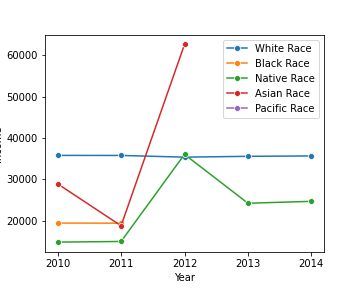 White Race
Black Race
Native Race
Asian Race
Pacific Race
60000
50000
40000
30000
20000
2010
2011
2012
2013
2014
Year